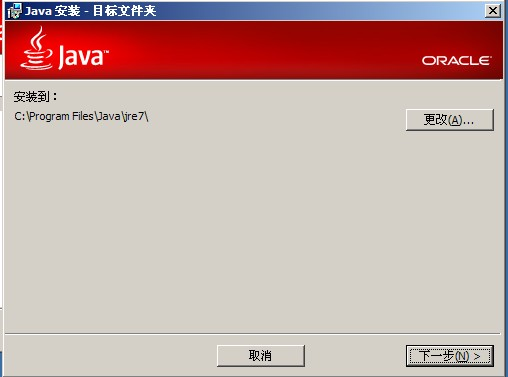 Java 安装 - 目标文件夹
Java™
ORACLE®
安装到：
C:\Program Files\Java\jre7\
更改(A)...
取消
下一步(N) >